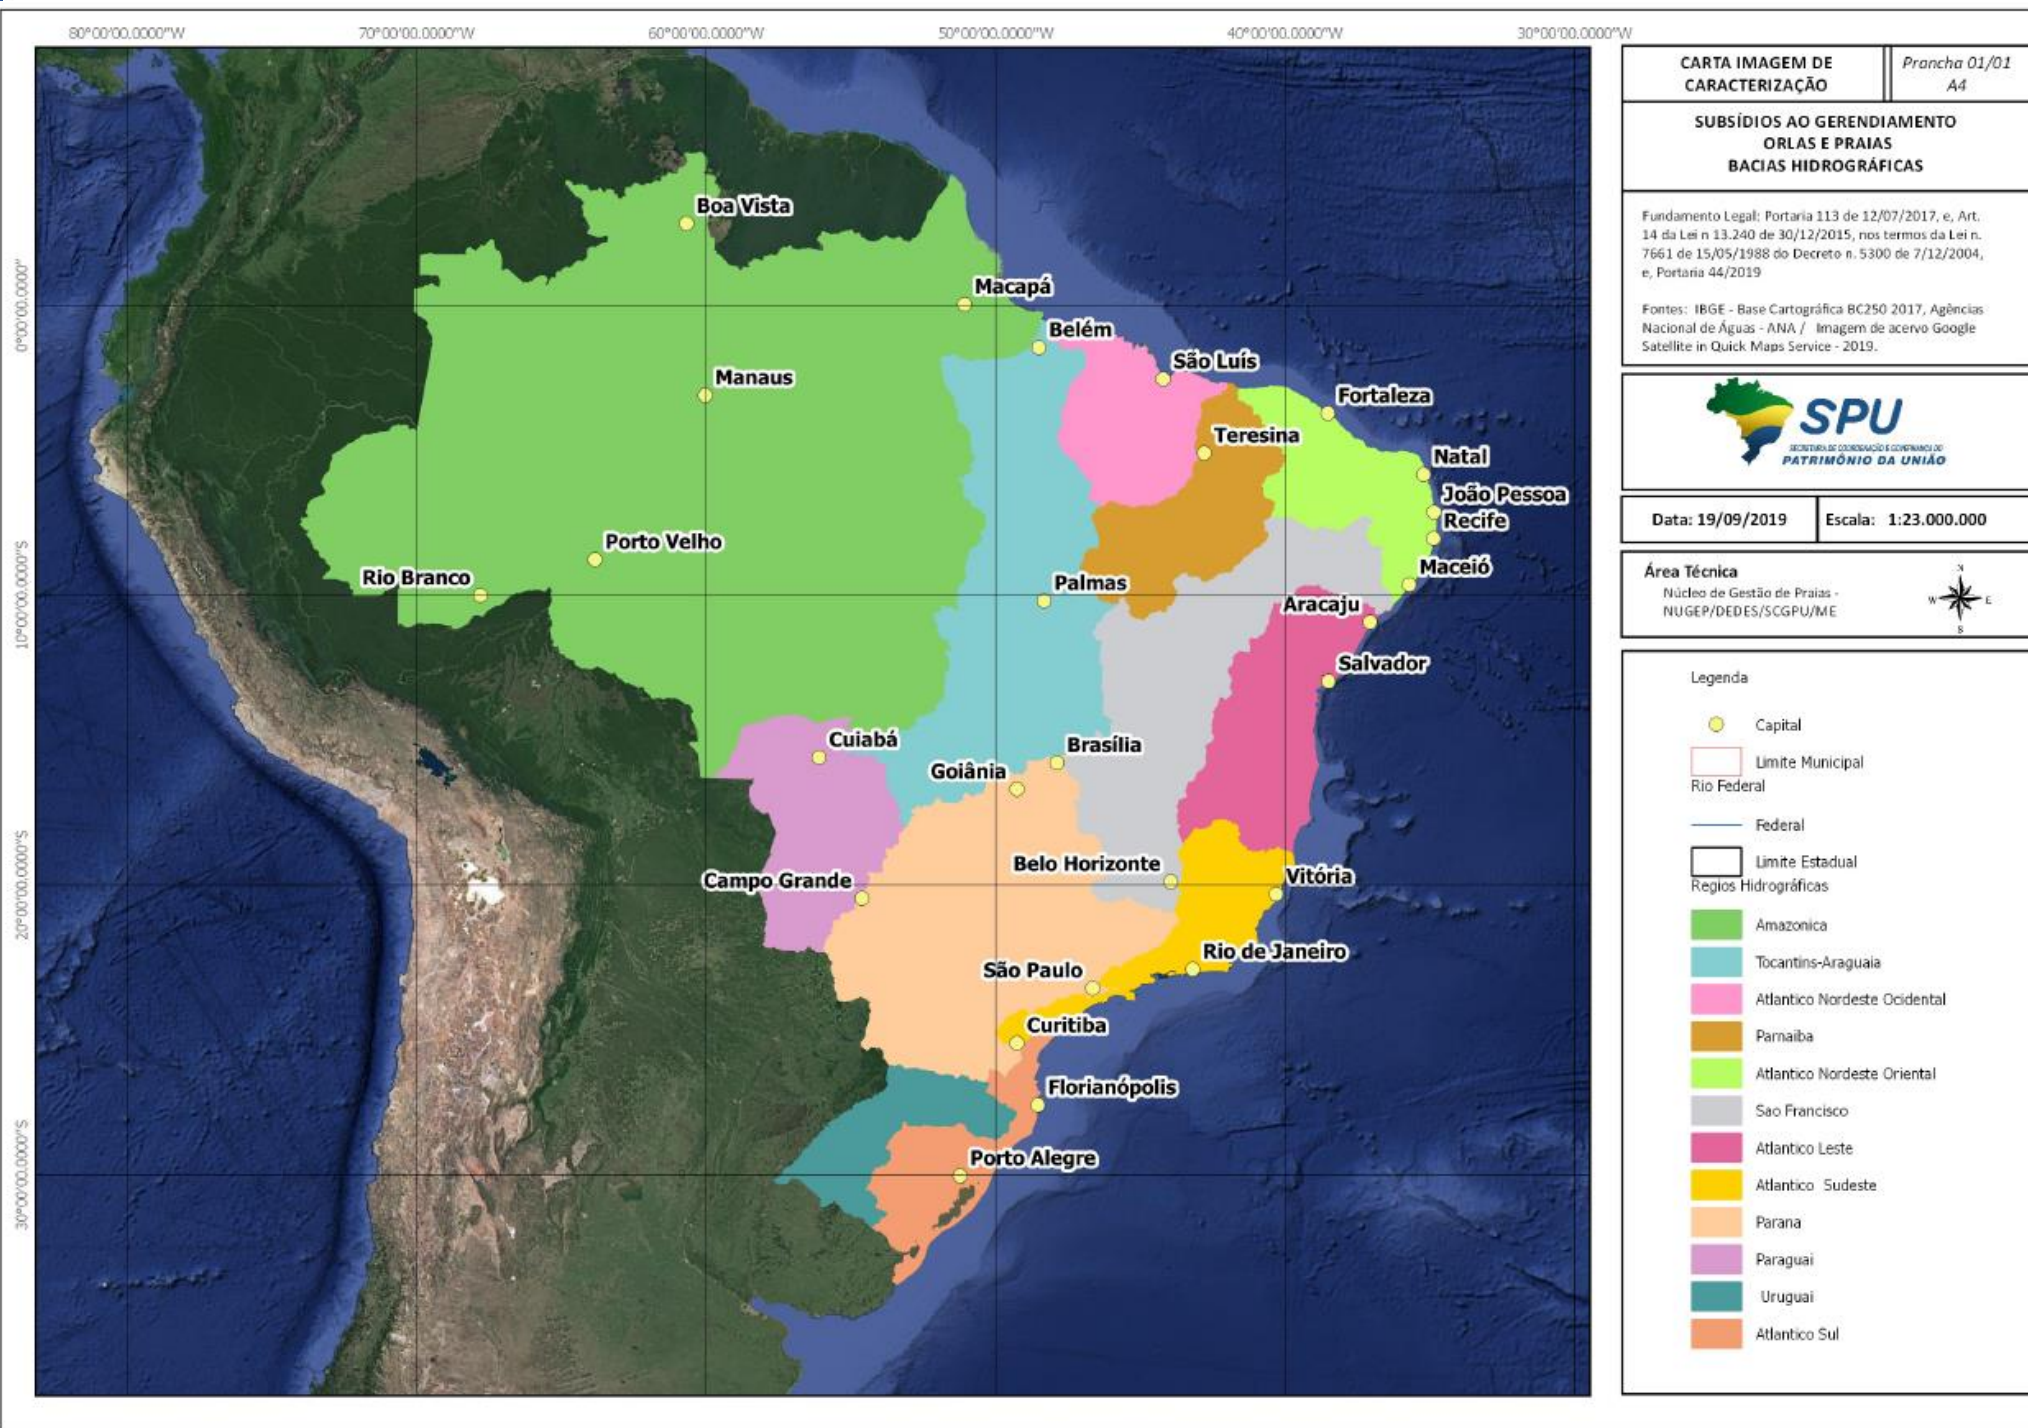 80°00'00.0000"W
70°00'00.0000"W
60°00'00.0000"W
50°00'00.0000"W
40°00'00.0000"W
30°00'00.0000"W
0°00'00.0000"
10°00'00.0000"S
20°00'00.0000"S
30°00'00.0000"S
Boa Vista
Macapá
Belém
São Luís
Manaus
Fortaleza
Teresina
Natal
João Pessoa
Recife
Porto Velho
Maceió
Rio Branco
Palmas
Aracaju
Salvador
Cuiabá
Brasília
Goiânia
Belo Horizonte
Vitória
Campo Grande
Rio de Janeiro
São Paulo
Curitiba
Florianópolis
Porto Alegre
CARTA IMAGEM DE
CARACTERIZAÇÃO
Prancha 01/01
A4
SUBSÍDIOS AO GERENDIAMENTO
ORLAS E PRAIAS
BACIAS HIDROGRÁFICAS
Fundamento Legal: Portaria 113 de 12/07/2017, e, Art.
14 da Lei n 13.240 de 30/12/2015, nos termos da Lei n.
7661 de 15/05/1988 do Decreto n. 5300 de 7/12/2004,
e, Portaria 44/2019
Fontes: IBGE - Base Cartográfica BC250 2017, Agências
Nacional de Águas - ANA / Imagem de acervo Google
Satellite in Quick Maps Service - 2019.
SPU
SECRETARIA DE COORDENAÇÃO E GOVERNANÇA DO
PATRIMÔNIO DA UNIÃO
Data: 19/09/2019
Escala: 1:23.000.000
Área Técnica
Núcleo de Gestão de Praias -
NUGEP/DEDES/SCGPU/ME
N
W
E
S
Legenda
Capital
Limite Municipal
Rio Federal
Federal
Limite Estadual
Regios Hidrográficas
Amazonica
Tocantins-Araguaia
Atlantico Nordeste Ocidental
Parnaiba
Atlantico Nordeste Oriental
Sao Francisco
Atlantico Leste
Atlantico Sudeste
Parana
Paraguai
Uruguai
Atlantico Sul